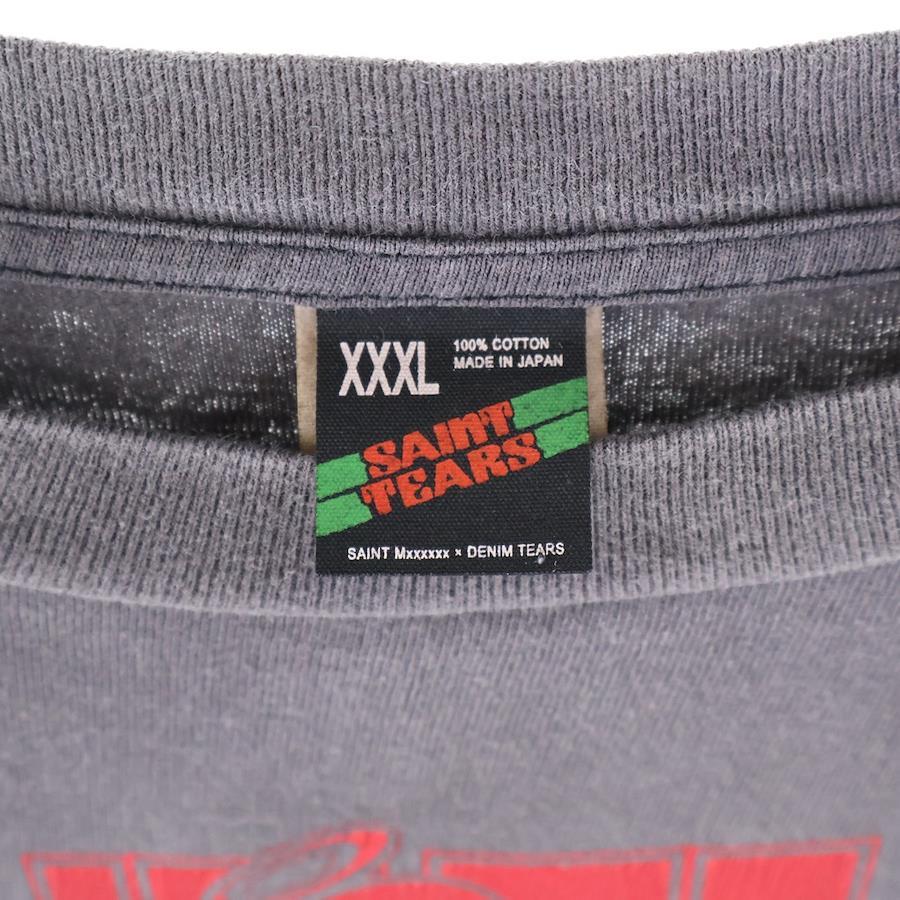 XXXL
100% COTTON
MADE IN JAPAN
SAINT
TEARS
SAINT Mxxxxxx × DENIM TEARS